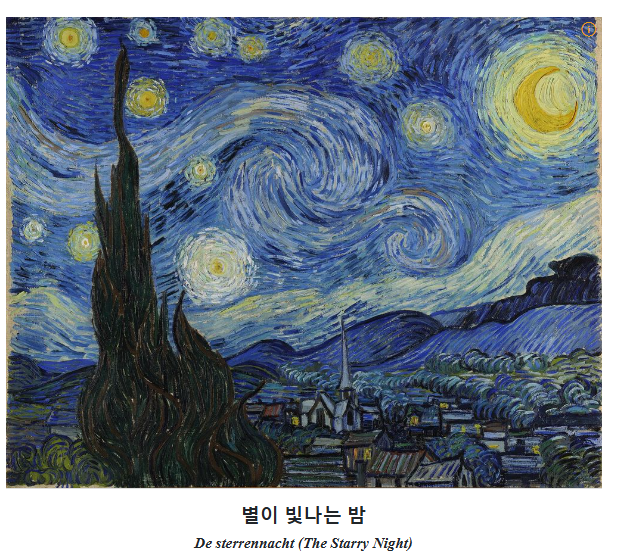 별이 빛나는 밤
De sterrennacht (The Starry Night)